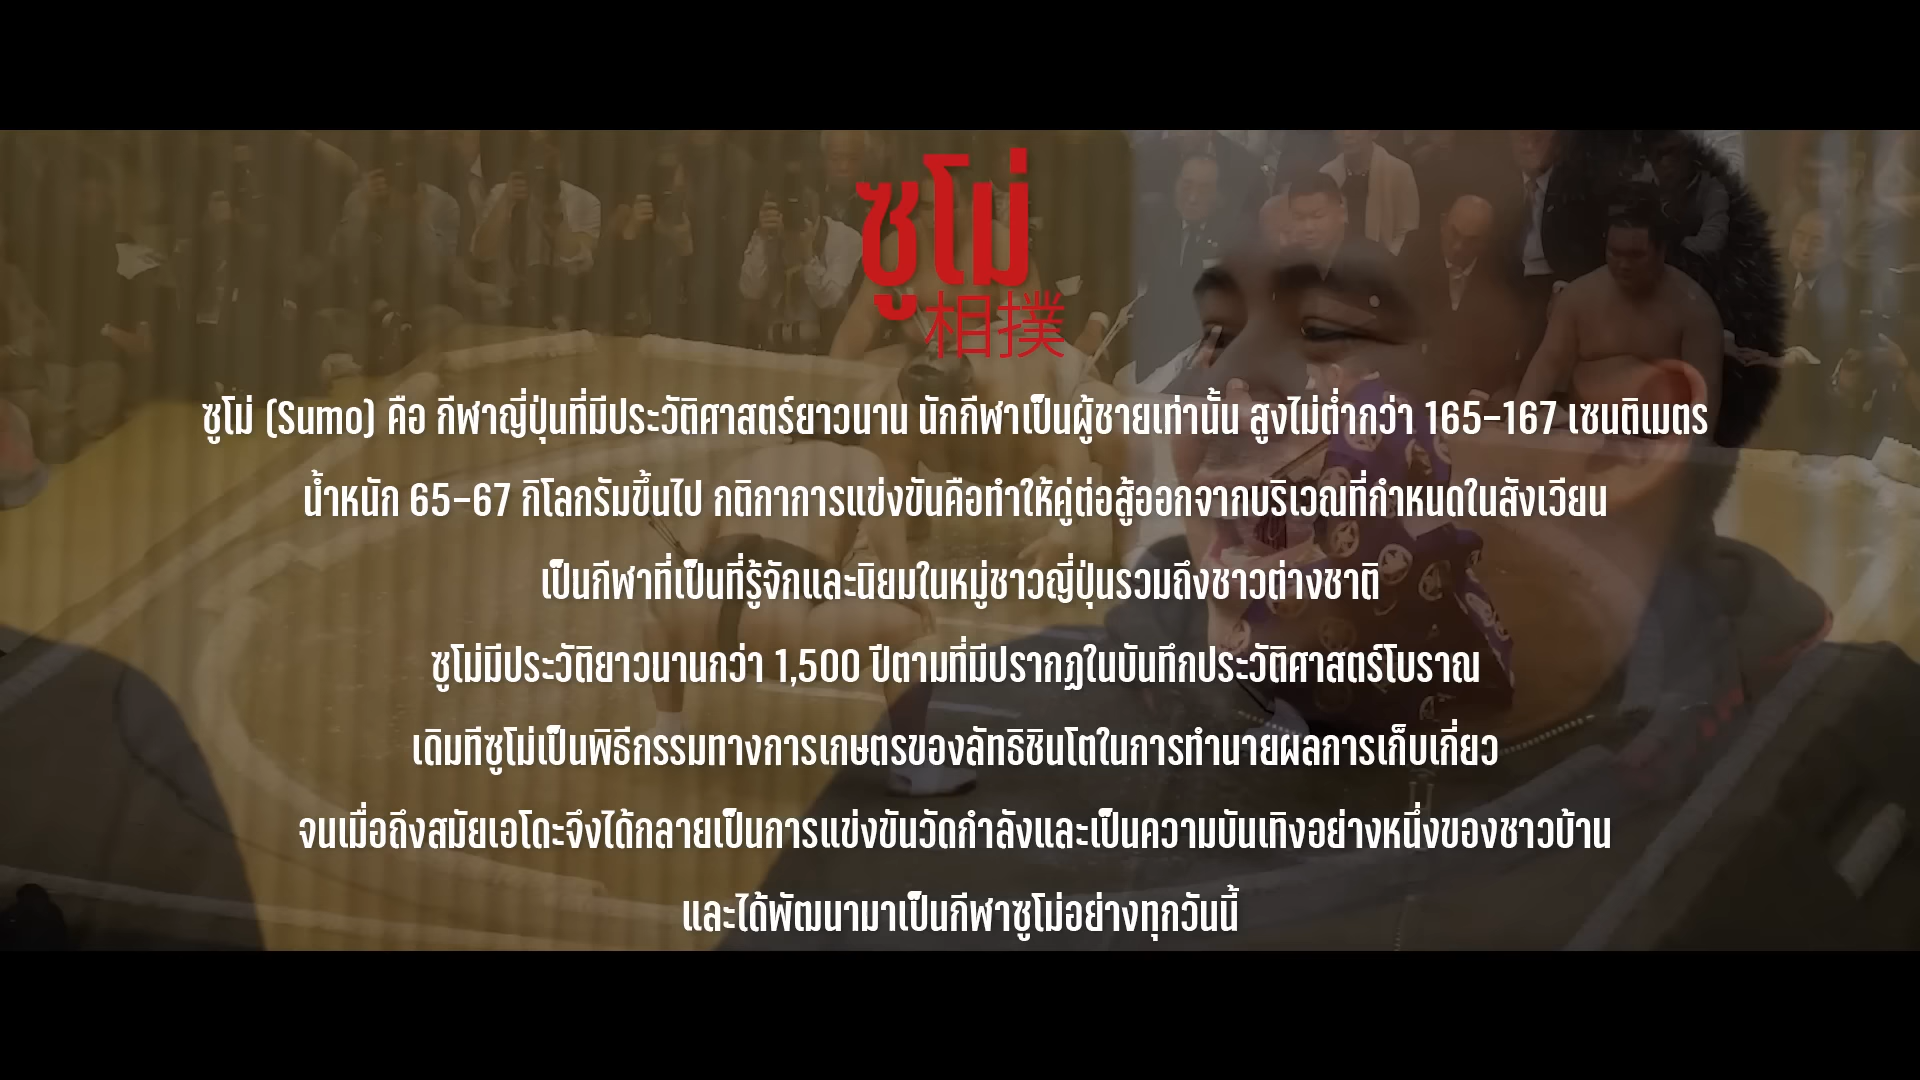 ซูโม่
相撲
ซูโม่ (Sumo) คือ กีฬาญี่ปุ่นที่มีประวัติศาสตร์ยาวนาน นักกีฬาเป็นผู้ชายเท่านั้น สูงไม่ต่ำกว่า 165-167 เซนติเมตร
น้ำหนัก 65-67 กิโลกรัมขึ้นไป กติกาการแข่งขันคือทำให้คู่ต่อสู้ออกจากบริเวณที่กำหนดในสังเวียน
เป็นกีฬาที่เป็นที่รู้จักและนิยมในหมู่ชาวญี่ปุ่นรวมถึงชาวต่างชาติ
ซูโม่มีประวัติยาวนานกว่า 1,500 ปีตามที่มีปรากฏในบันทึกประวัติศาสตร์โบราณ
เดิมทีซูโม่เป็นพิธีกรรมทางการเกษตรของลัทธิชินโตในการทำนายผลการเก็บเกี่ยว
จนเมื่อถึงสมัยเอโดะจึงได้กลายเป็นการแข่งขันวัดกำลังและเป็นความบันเทิงอย่างหนึ่งของชาวบ้าน
และได้พัฒนามาเป็นกีฬาซูโม่อย่างทุกวันนี้